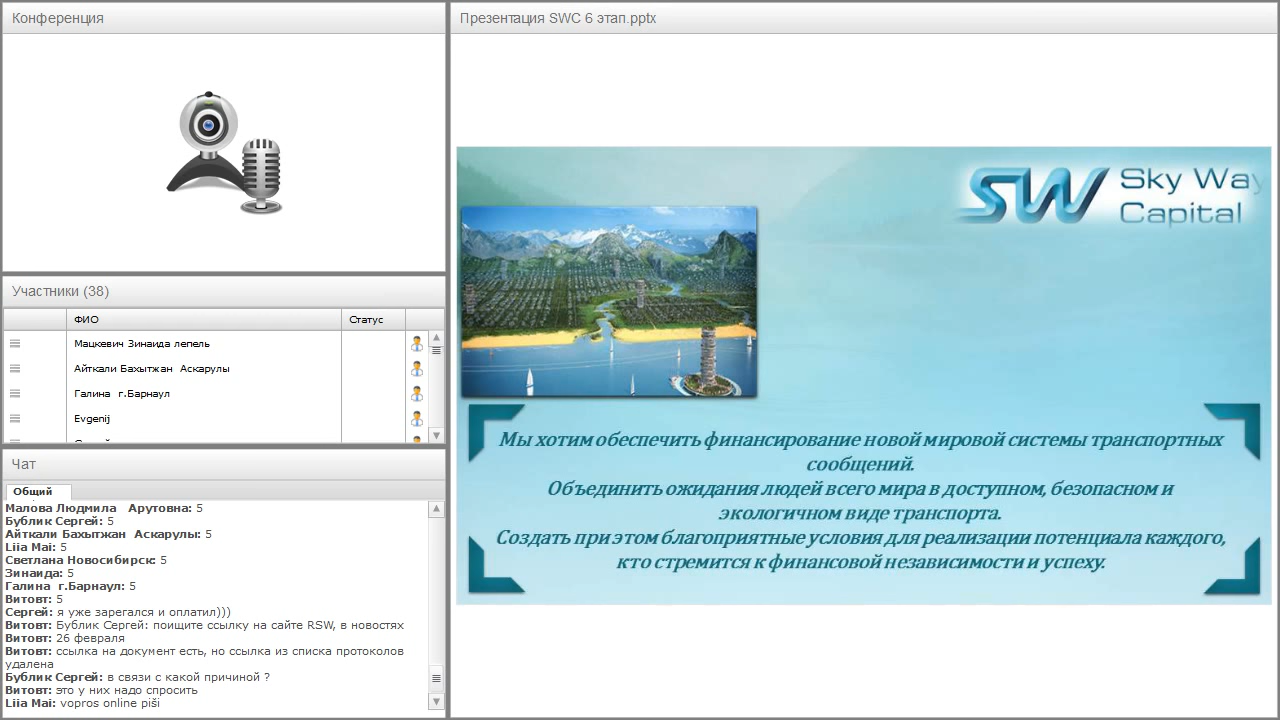 Конференция
Участники (38)
ФИО
Статус
Мацкевич Зинаида лепель
Айткали Бахытжан Аскарулы
Галина г.Барнаул
Evgenij
Чат
Общий
Малова Людмила Арутовна: 5
Бублик Сергей: 5
Айткали Бахытжан Аскарулы: 5
Liia Mai: 5
Светлана Новосибирск: 5
Зинаида: 5
Галина г.Барнаул: 5
Витовт: 5
Сергей: я уже зарегался и оплатил)))
Витовт: Бублик Сергей: поищите ссылку на сайте RSW, в новостях
Витовт: 26 февраля
Витовт: ссылка на документ есть, но ссылка из списка протоколов
удалена
Бублик Сергей: в связи с какой причиной ?
Витовт: это у них надо спросить
Liia Mai: vopros online piši
Презентация SWC 6 этап.pptx
SW
Sky Way
Capital
Мы хотим обеспечить финансирование новой мировой системы транспортных
сообщений.
Объединить ожидания людей всего мира в доступном, безопасном и
экологичном виде транспорта.
Создать при этом благоприятные условия для реализации потенциала каждого,
кто стремится к финансовой независимости и успеху.